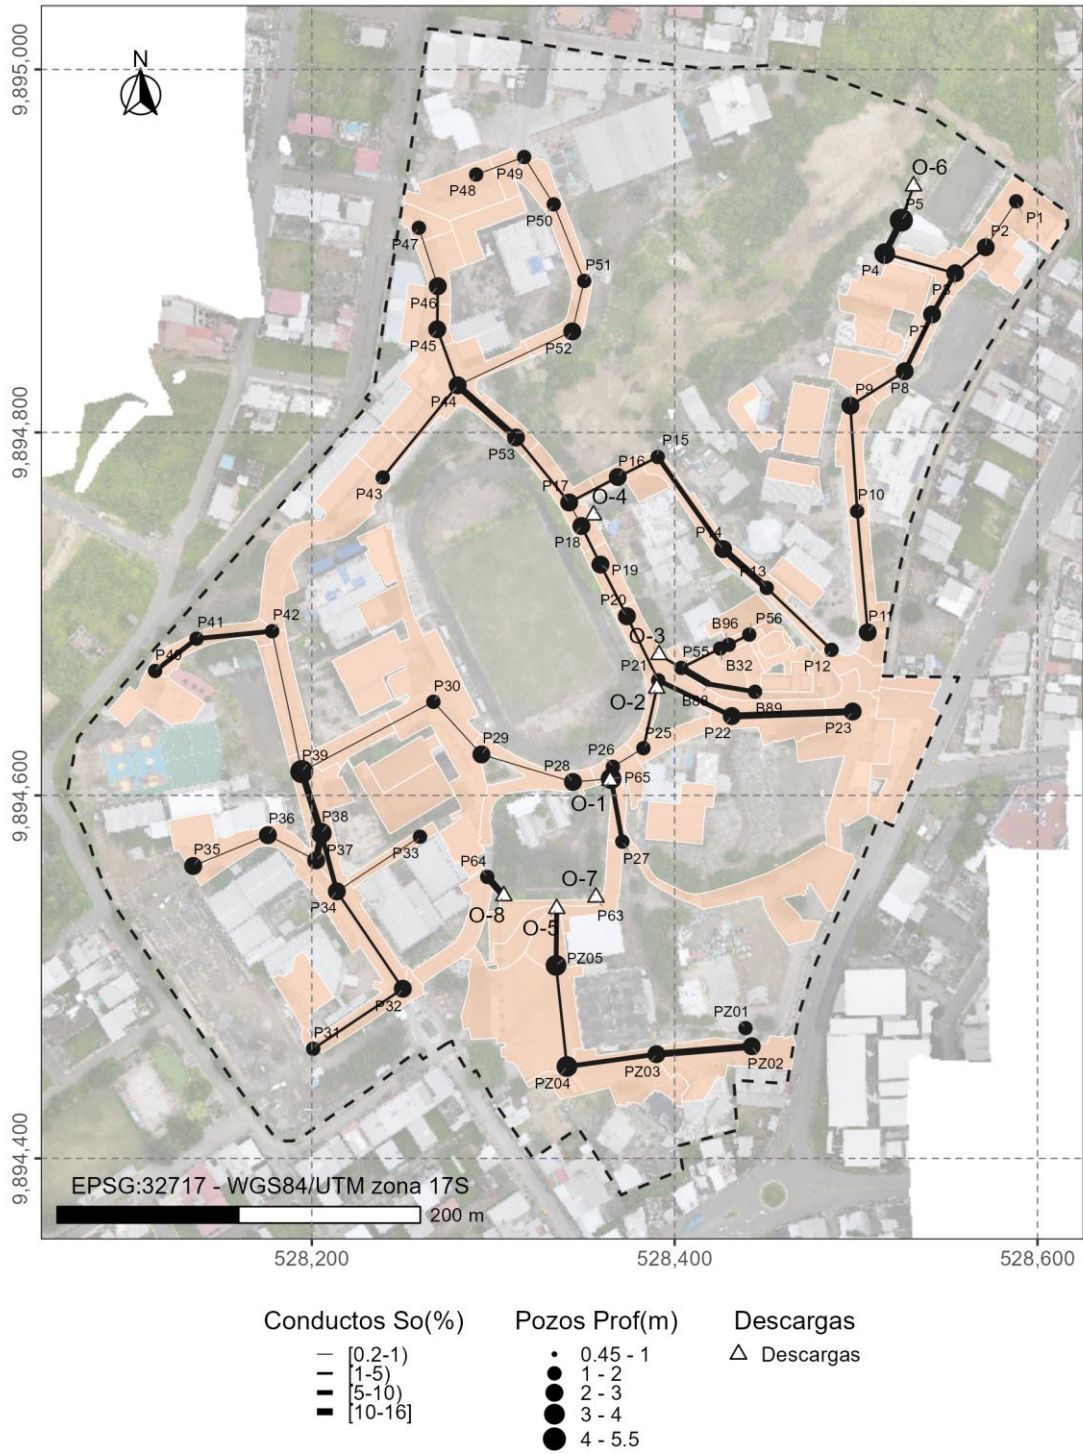 9,895,000
9,894,800
9,894,600
9,894,400
N
O-6
P5
P4
P1
P2
P3
P7
P8
P9
P10
P11
P49
P48
P50
P47
P51
P46
P45
P52
P44
P53
P43
P15
P16
P17
O-4
P18
P14
P19
P13
P20
P56
B96
O-3
P55
B32
P12
P21
O-2
B88
B89
P22
P23
P42
P41
P40
P30
P29
P25
P26
P28
P65
O-1
P39
P38
P36
P37
P35
P33
P34
P27
P64
O-7
O-8
P63
O-5
PZ05
P32
P31
PZ01
PZ02
PZ03
PZ04
EPSG:32717 - WGS84/UTM zona 17S
200 m
528,200
528,400
528,600
Conductos So(%)
[0.2-1)
[1-5)
[5-10)
[10-16]
Pozos Prof(m)
0.45 - 1
1 - 2
2 - 3
3 - 4
4 - 5.5
Descargas
Descargas